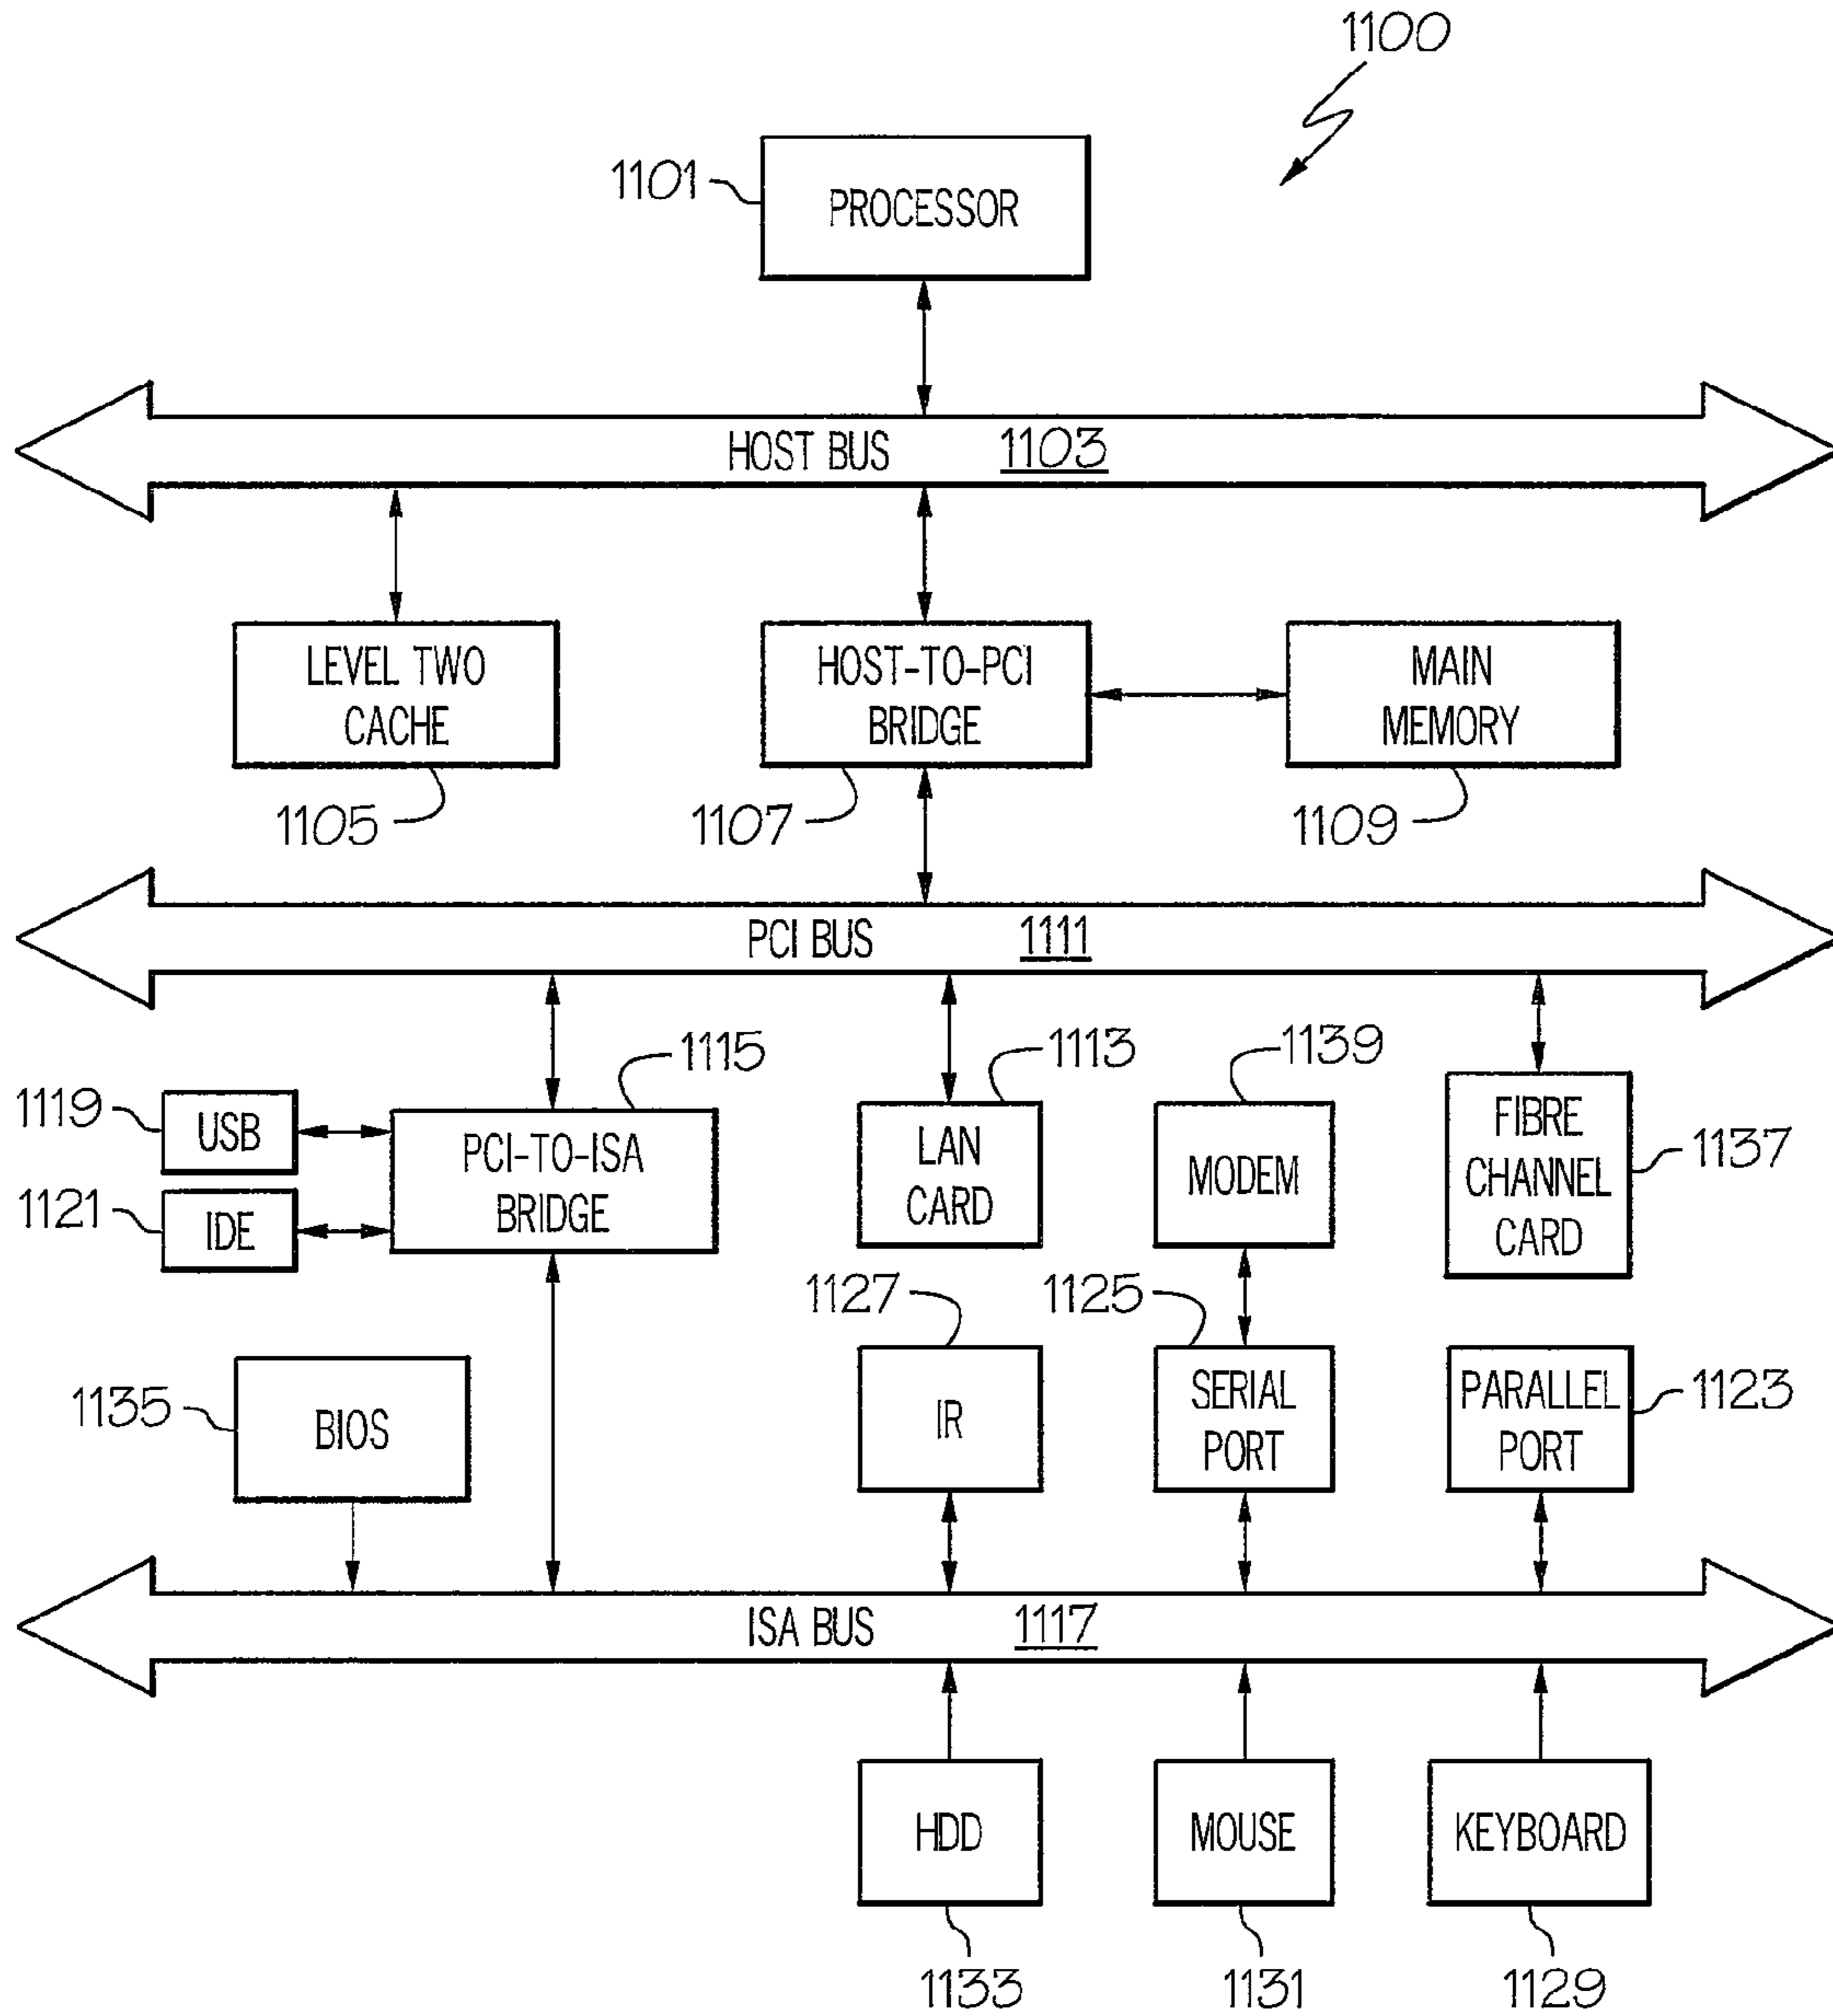 1100
1101
PROCESSOR
HOST BUS 1103
LEVEL TWO
CACHE
1105
HOST-TO-PCI
BRIDGE
1107
MAIN
MEMORY
1109
PCI BUS 1111
1115
1113
1139
1119
USB
PCI-TO-ISA
BRIDGE
1121
IDE
LAN
CARD
MODEM
FIBRE
CHANNEL
CARD
1137
1127
1125
1135
BIOS
IR
SERIAL
PORT
PARALLEL
PORT
1123
ISA BUS 1117
HDD
MOUSE
KEYBOARD
1133
1131
1129